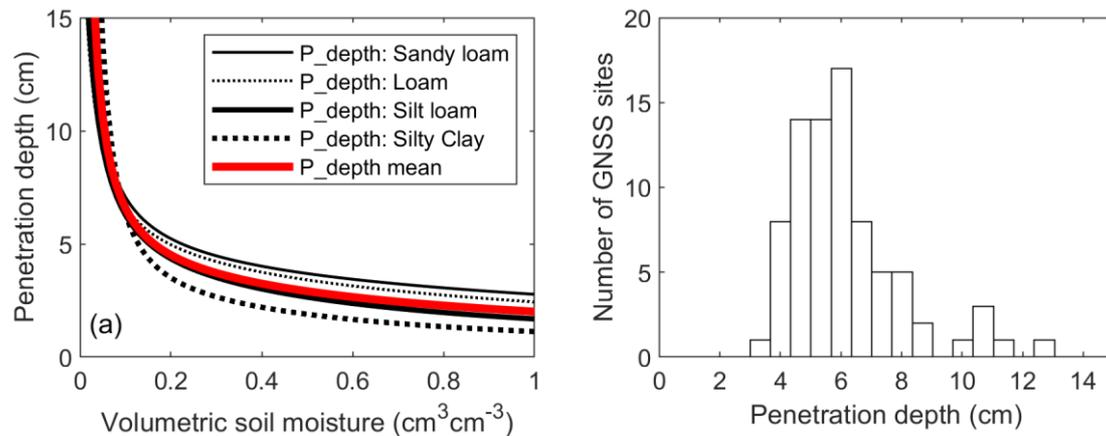 15
10
5
0
Penetration depth (cm)
P_depth: Sandy loam
P_depth: Loam
P_depth: Silt loam
P_depth: Silty Clay
P_depth mean
(a)
0 0.2 0.4 0.6 0.8 1
Volumetric soil moisture (cm³cm⁻³)
20
15
10
5
0
Number of GNSS sites
0 2 4 6 8 10 12 14
Penetration depth (cm)